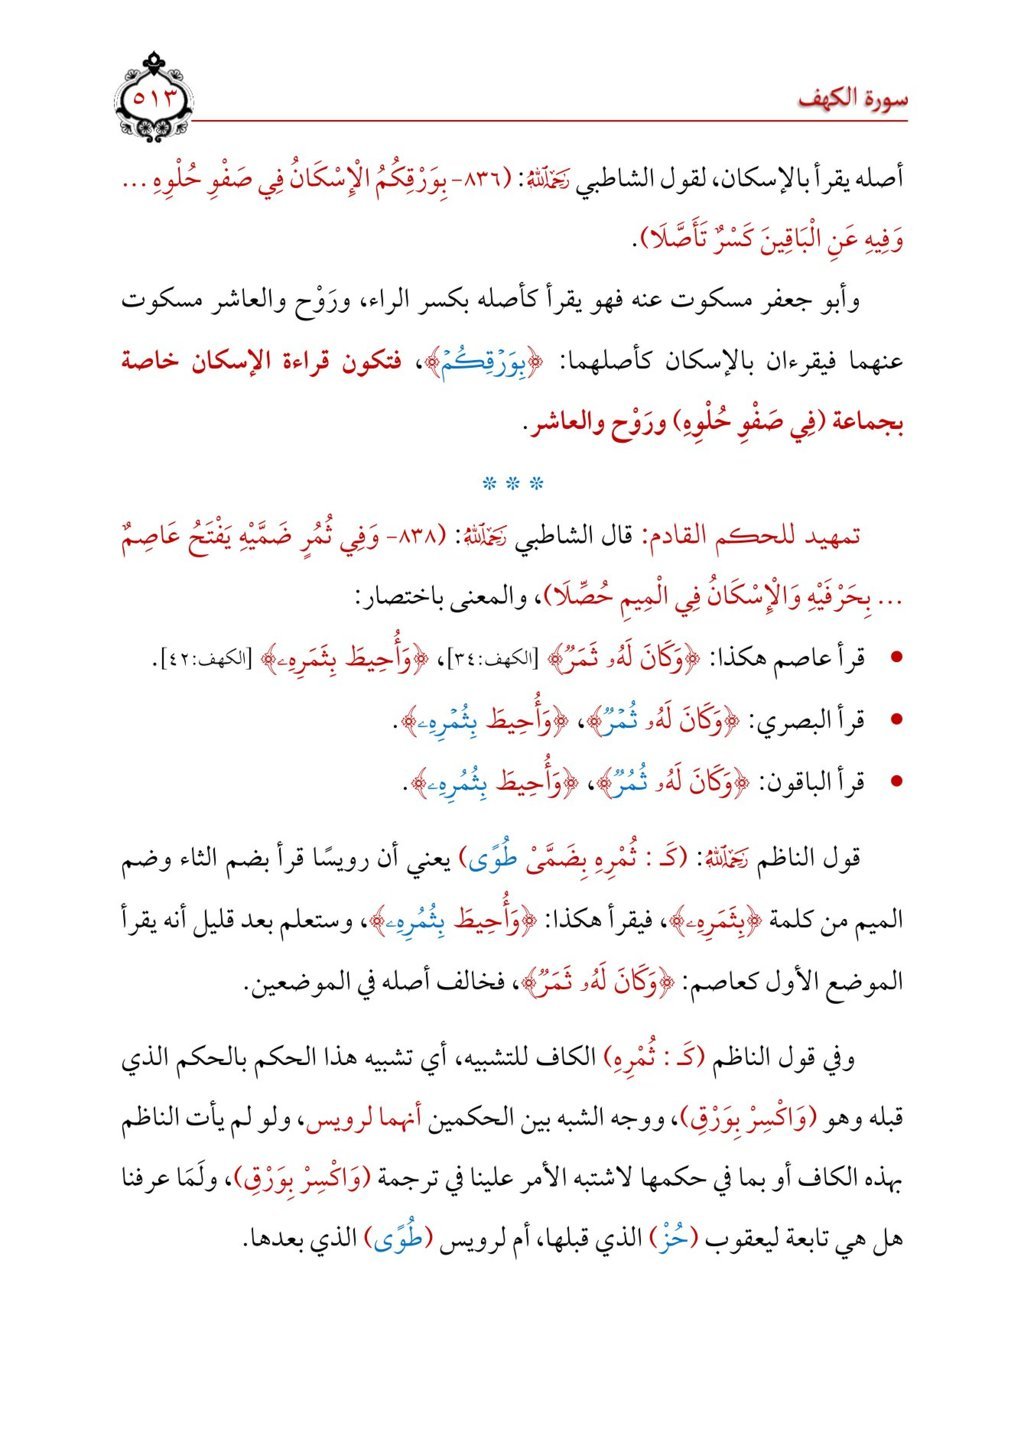 سورة الكهف
٥١٣
أصله يقرأ بالإسكان، لقول الشاطبي رَحِمَهُ اللَّهُ: (٨٣٦- بِوَرْقِكُمُ الْإِسْكَانُ فِي صَفْوِ حُلْوِهِ ...
وَفِيهِ عَنِ الْبَاقِينَ كَسْرٌ تَأَصَّلَا).
وأبو جعفر مسكوت عنه فهو يقرأ كأصله بكسر الراء، ورَوْح والعاشر مسكوت
عنهما فيقرءان بالإسكان كأصلهما: ﴿بِوَرۡقِكُمۡ﴾، فتكون قراءة الإسكان خاصة
بجماعة (فِي صَفْوِ حُلْوِهِ) ورَوْح والعاشر.
* * *
تمهيد للحكم القادم: قال الشاطبي رَحِمَهُ اللَّهُ: (٨٣٨- وَفِي ثُمُرٍ ضَمَّيْهِ يَفْتَحُ عَاصِمٌ
... بِحَرْفَيْهِ وَالْإِسْكَانُ فِي الْمِيمِ حُصِّلَا)، والمعنى باختصار:
• قرأ عاصم هكذا: ﴿وَكَانَ لَهُۥ ثَمَرٞ﴾ [الكهف:٣٤]، ﴿وَأُحِيطَ بِثَمَرِهِۦ﴾ [الكهف:٤٢].
• قرأ البصري: ﴿وَكَانَ لَهُۥ ثُمۡرٞ﴾، ﴿وَأُحِيطَ بِثُمۡرِهِۦ﴾.
• قرأ الباقون: ﴿وَكَانَ لَهُۥ ثُمُرٞ﴾، ﴿وَأُحِيطَ بِثُمُرِهِۦ﴾.
قول الناظم رَحِمَهُ اللَّهُ: (كَـ : ثُمْرِهِ بِضَمَّىْ طُوًى) يعني أن رويسًا قرأ بضم الثاء وضم
الميم من كلمة ﴿بِثَمَرِهِۦ﴾، فيقرأ هكذا: ﴿وَأُحِيطَ بِثُمُرِهِۦ﴾، وستعلم بعد قليل أنه يقرأ
الموضع الأول كعاصم: ﴿وَكَانَ لَهُۥ ثَمَرٞ﴾، فخالف أصله في الموضعين.
وفي قول الناظم (كَـ : ثُمْرِهِ) الكاف للتشبيه، أي تشبيه هذا الحكم بالحكم الذي
قبله وهو (وَاكْسِرْ بِوَرْقِ)، ووجه الشبه بين الحكمين أنهما لرويس، ولو لم يأت الناظم
بهذه الكاف أو بما في حكمها لاشتبه الأمر علينا في ترجمة (وَاكْسِرْ بِوَرْقِ)، ولَمَا عرفنا
هل هي تابعة ليعقوب (حُزْ) الذي قبلها، أم لرويس (طُوًى) الذي بعدها.